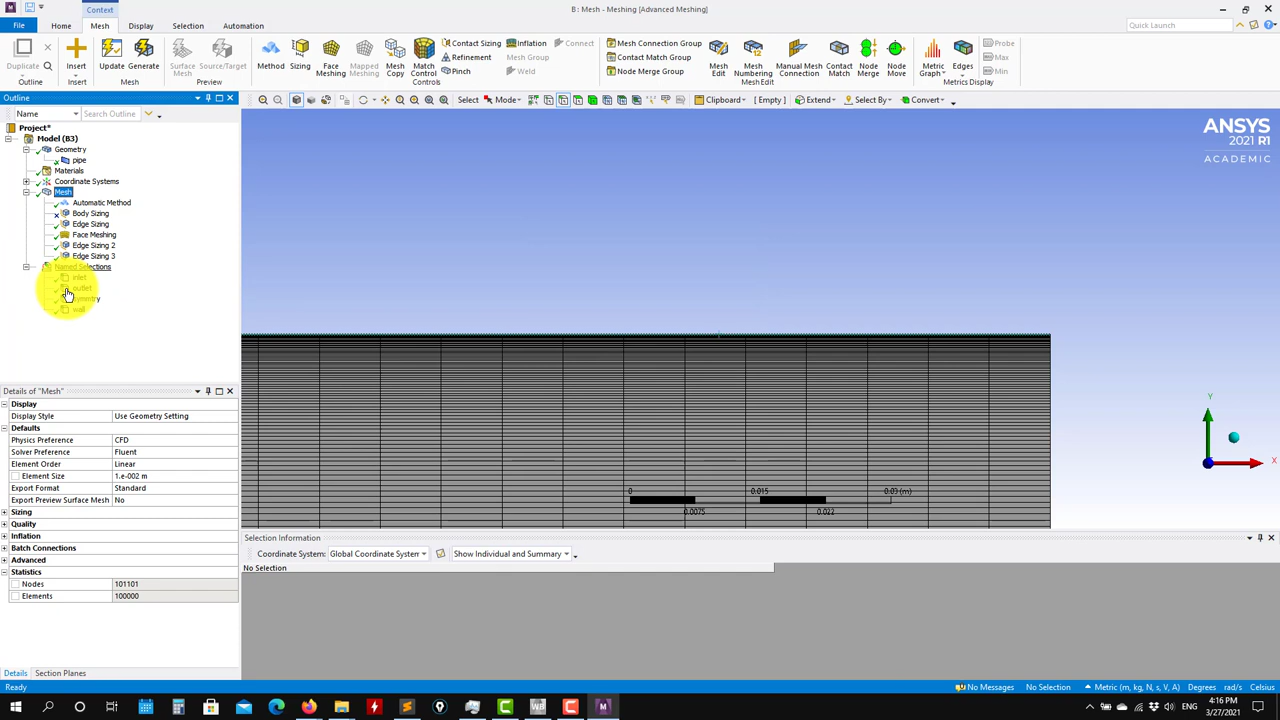 Context
B : Mesh - Meshing [Advanced Meshing]
File
Home
Mesh
Display
Selection
Automation
Quick Launch
Duplicate
Outline
Insert
Insert
Update
Generate
Mesh
Surface Mesh
Source/Target
Preview
Method
Sizing
Face Meshing
Mapped Meshing
Mesh Copy
Match Control
Controls
Contact Sizing
Refinement
Pinch
Inflation
Mesh Group
Weld
Connect
Mesh Connection Group
Contact Match Group
Node Merge Group
Mesh Edit
Mesh Numbering
Manual Mesh Connection
Contact Match
Node Merge
Node Move
Mesh Edit
Metric Graph
Edges
Probe
Max
Min
Metrics Display
Outline
Select
Mode
Clipboard
[ Empty ]
Extend
Select By
Convert
Name
Search Outline
Project*
Model (B3)
Geometry
pipe
Materials
Coordinate Systems
Mesh
Automatic Method
Body Sizing
Edge Sizing
Face Meshing
Edge Sizing 2
Edge Sizing 3
Named Selections
inlet
outlet
wall
ANSYS
2021 R1
ACADEMIC
Y
X
0
0.015
0.03 (m)
0.0075
0.022
Details of "Mesh"
Display
Display Style Use Geometry Setting
Defaults
Physics Preference CFD
Solver Preference Fluent
Element Order Linear
Element Size 1.e-002 m
Export Format Standard
Export Preview Surface Mesh No
Sizing
Quality
Inflation
Batch Connections
Advanced
Statistics
Nodes 101101
Elements 100000
Selection Information
Coordinate System:
Global Coordinate System
Show Individual and Summary
No Selection
Details
Section Planes
Ready
No Messages
No Selection
Metric (m, kg, N, s, V, A)
Degrees
rad/s
Celsius
WB
M
ENG
4:16 PM
3/27/2021